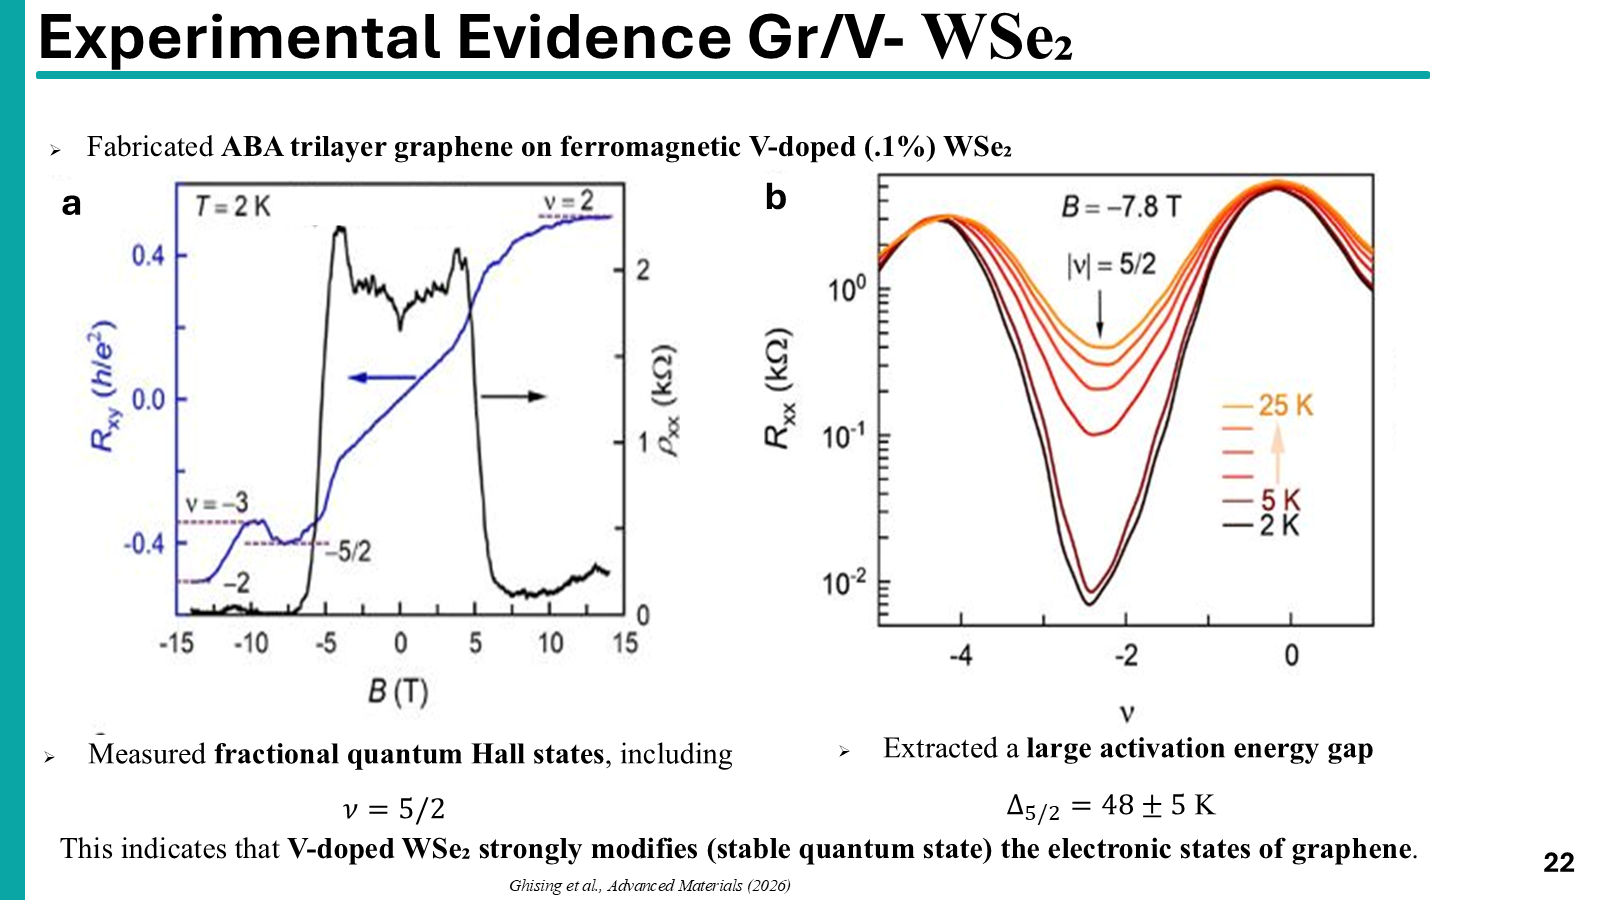 Experimental Evidence Gr/V- WSe₂
➢ Fabricated ABA trilayer graphene on ferromagnetic V-doped (.1%) WSe₂
a
T = 2 K
ν = 2
0.4
0.0
-0.4
Rxy (h/e²)
2
1
0
ρxx (kΩ)
ν = –3
–5/2
–2
-15 -10 -5 0 5 10 15
B (T)
b
B = –7.8 T
|ν| = 5/2
10⁰
10⁻¹
10⁻²
Rxx (kΩ)
25 K
5 K
2 K
-4 -2 0
ν
➢ Measured fractional quantum Hall states, including
ν = 5/2
➢ Extracted a large activation energy gap
Δ5/2 = 48 ± 5 K
This indicates that V-doped WSe₂ strongly modifies (stable quantum state) the electronic states of graphene.
Ghising et al., Advanced Materials (2026)
22